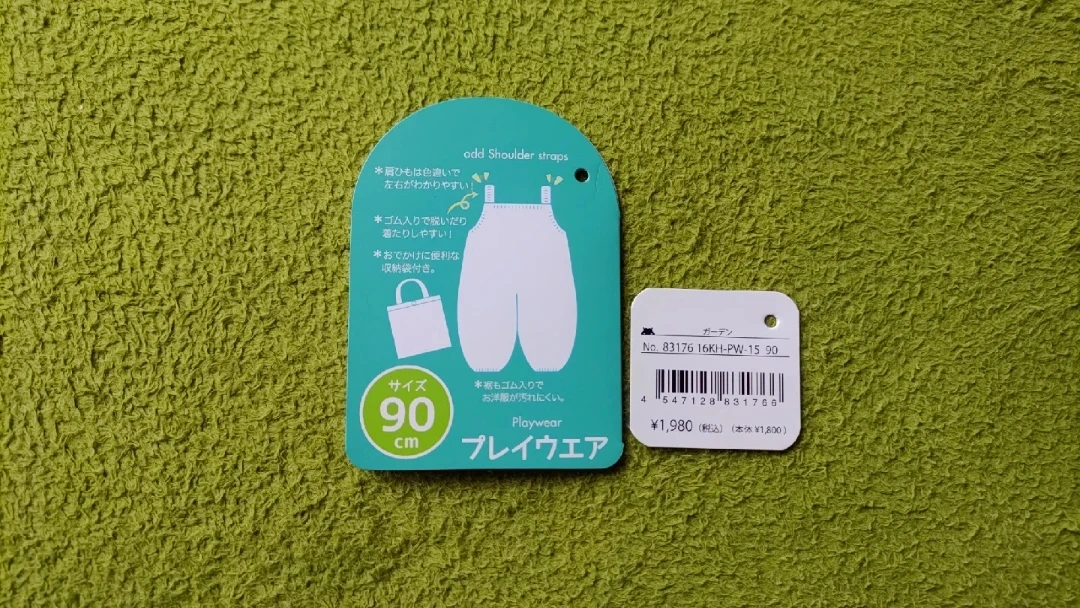 odd Shoulder straps
＊肩ひもは色違いで
左右がわかりやすい！
＊ゴム入りで脱いだり
着たりしやすい！
＊おでかけに便利な
収納袋付き。
サイズ
90
cm
＊裾もゴム入りで
お洋服が汚れにくい。
Playwear
プレイウエア
ガーデン
No. 83176 16KH-PW-15 90
4 547128 831766
¥1,980（税込）（本体 ¥1,800）